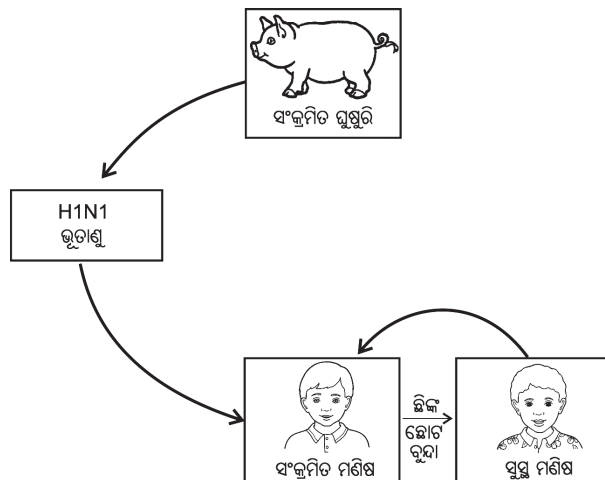 ସଂକ୍ରମିତ ଘୁଷୁରି
H1N1
ଭୂତାଣୁ
ଛିଙ୍କ
ଛୋଟ
ବୁନ୍ଦା
ସଂକ୍ରମିତ ମଣିଷ
ସୁସ୍ଥ ମଣିଷ